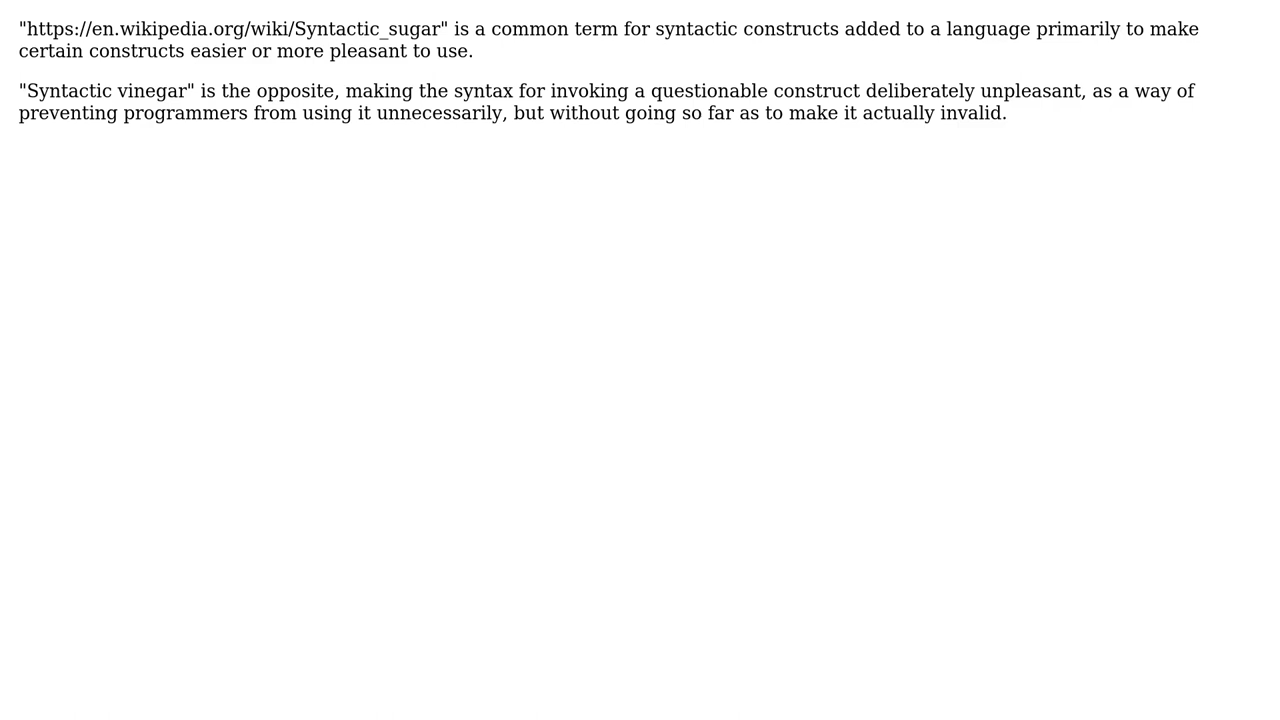 "https://en.wikipedia.org/wiki/Syntactic_sugar" is a common term for syntactic constructs added to a language primarily to make
certain constructs easier or more pleasant to use.
"Syntactic vinegar" is the opposite, making the syntax for invoking a questionable construct deliberately unpleasant, as a way of
preventing programmers from using it unnecessarily, but without going so far as to make it actually invalid.